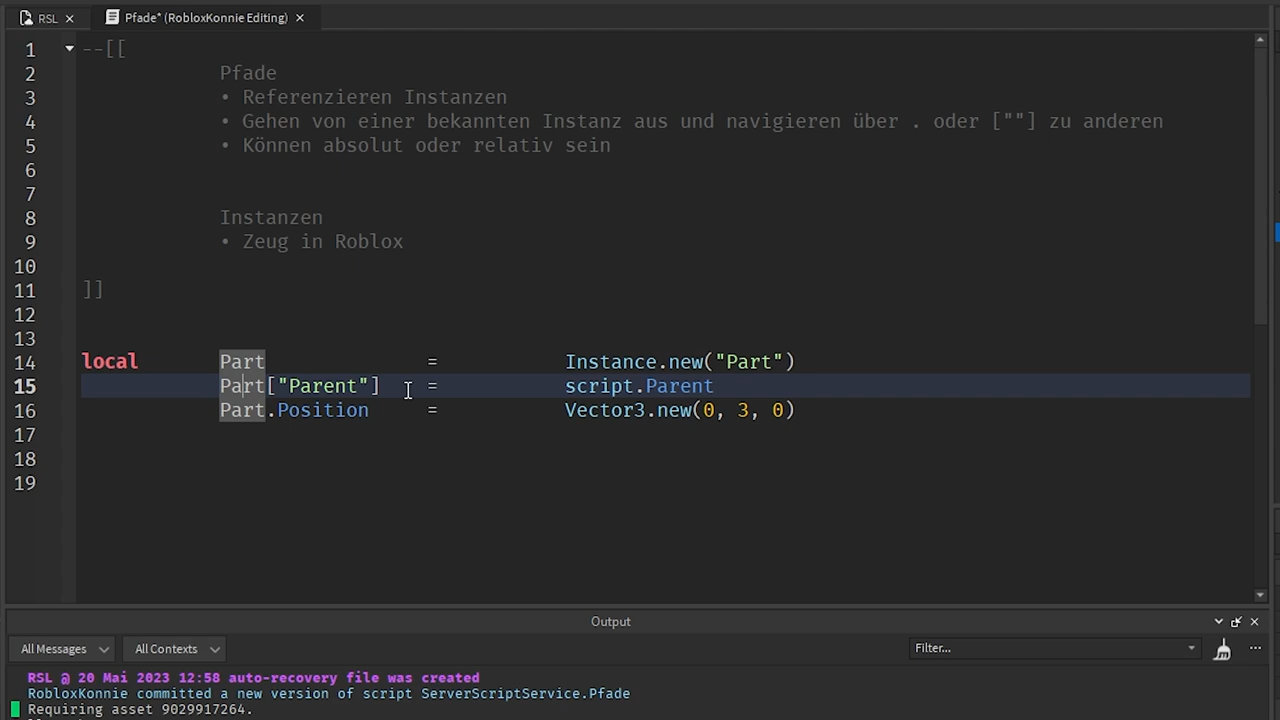 RSL
Pfade* (RobloxKonnie Editing)
1 --[[
2 Pfade
3 • Referenzieren Instanzen
4 • Gehen von einer bekannten Instanz aus und navigieren über . oder [""] zu anderen
5 • Können absolut oder relativ sein
6
7
8 Instanzen
9 • Zeug in Roblox
10
11 ]]
12
13
14 local Part = Instance.new("Part")
15 Part["Parent"] = script.Parent
16 Part.Position = Vector3.new(0, 3, 0)
17
18
19
Output
All Messages All Contexts Filter...
RSL @ 20 Mai 2023 12:58 auto-recovery file was created
RobloxKonnie committed a new version of script ServerScriptService.Pfade
Requiring asset 9029917264.